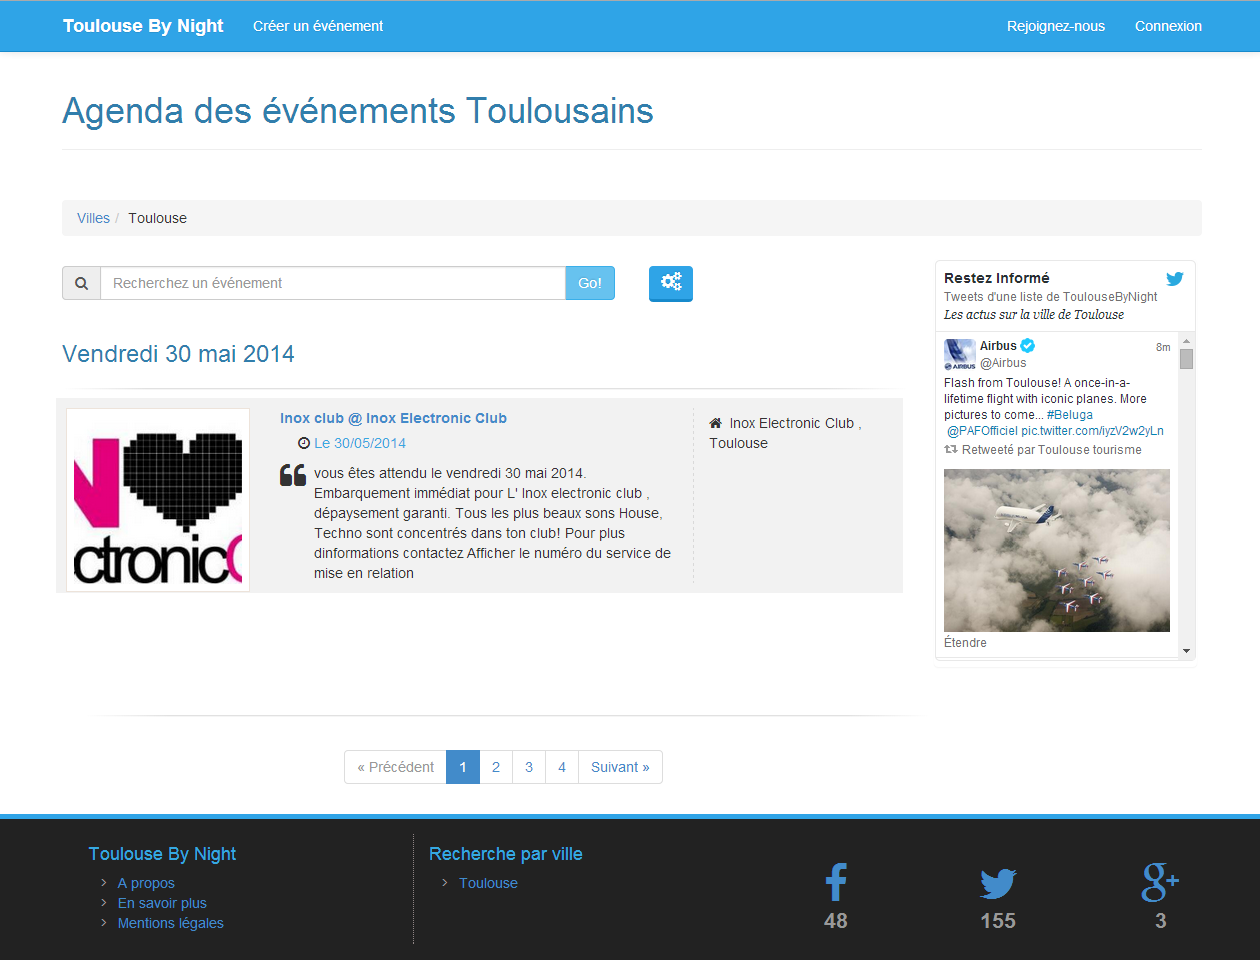 Toulouse By Night Créer un événement Rejoignez-nous Connexion
Agenda des événements Toulousains
Villes / Toulouse
Recherchez un événement Go!
Vendredi 30 mai 2014
N
ctronicC
Inox club @ Inox Electronic Club
Le 30/05/2014
vous êtes attendu le vendredi 30 mai 2014.
Embarquement immédiat pour L' Inox electronic club ,
dépaysement garanti. Tous les plus beaux sons House,
Techno sont concentrés dans ton club! Pour plus
dinformations contactez Afficher le numéro du service de
mise en relation
Inox Electronic Club ,
Toulouse
Restez Informé
Tweets d'une liste de ToulouseByNight
Les actus sur la ville de Toulouse
AIRBUS
Airbus 8m
@Airbus
Flash from Toulouse! A once-in-a-
lifetime flight with iconic planes. More
pictures to come... #Beluga
@PAFOfficiel pic.twitter.com/iyzV2w2yLn
Retweeté par Toulouse tourisme
Étendre
« Précédent 1 2 3 4 Suivant »
Toulouse By Night
A propos
En savoir plus
Mentions légales
Recherche par ville
Toulouse
48 155 3